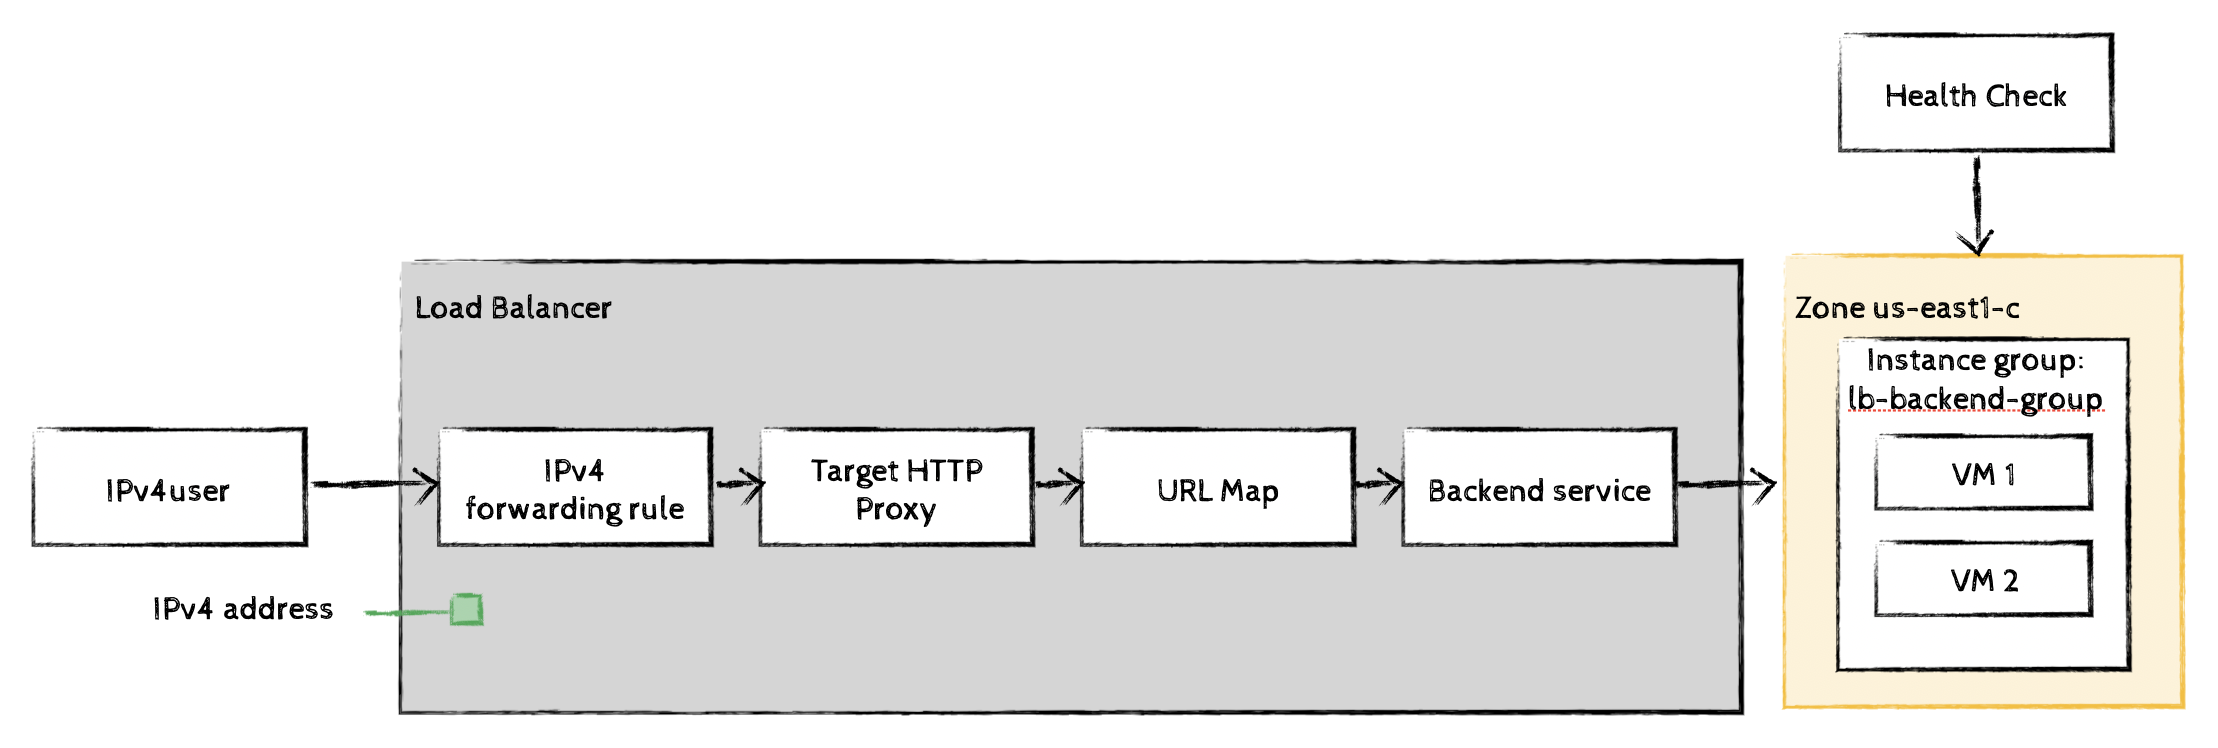 Health Check
Load Balancer
Zone us-east1-c
Instance group:
lb-backend-group
IPv4user
IPv4
forwarding rule
Target HTTP
Proxy
URL Map
Backend service
VM 1
VM 2
IPv4 address